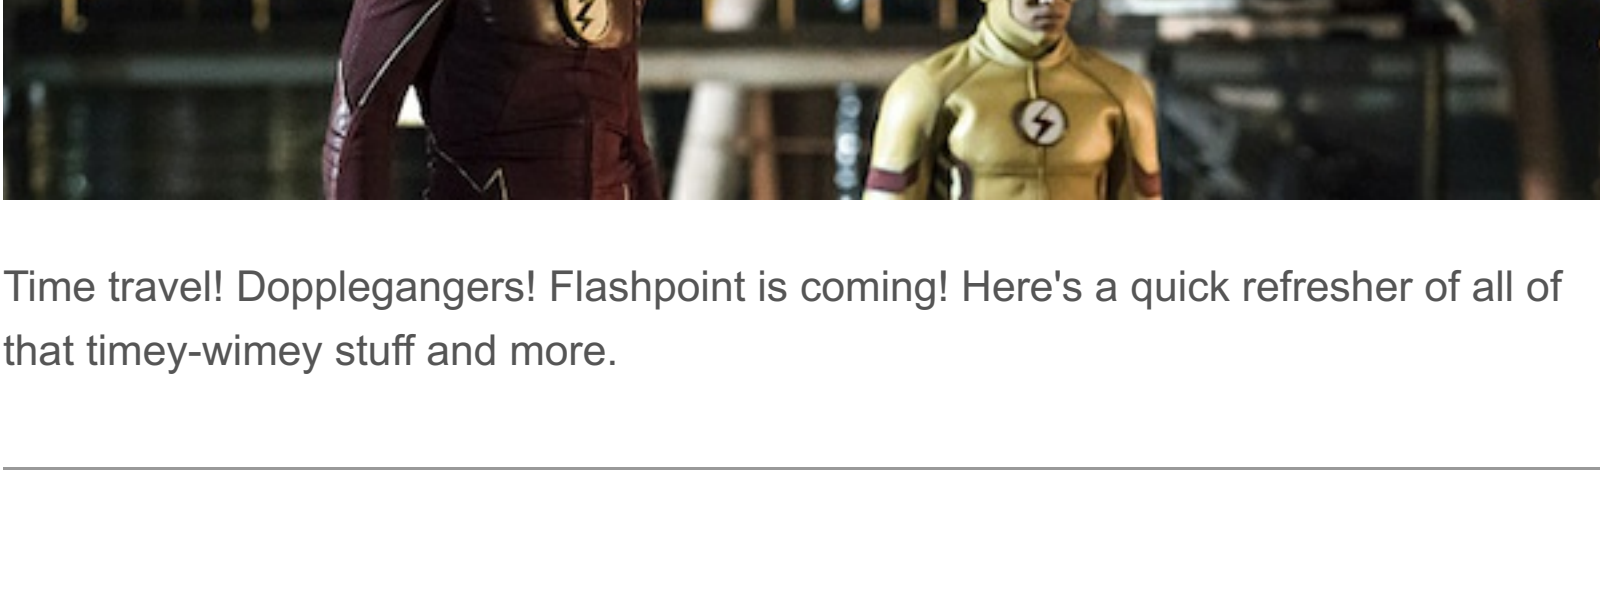 Time travel! Dopplegangers! Flashpoint is coming! Here's a quick refresher of all of
that timey-wimey stuff and more.